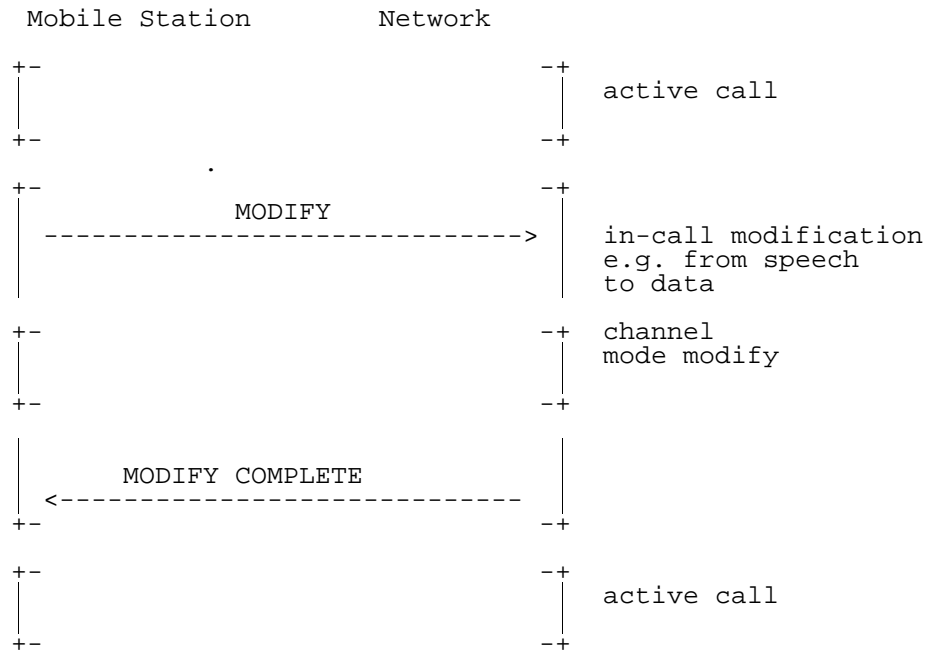 Mobile Station Network
+- -+
active call
+- -+
.
+- -+
MODIFY
-------------------------------> in-call modification
e.g. from speech
to data
+- -+ channel
mode modify
+- -+
MODIFY COMPLETE
<-----------------------------
+- -+
+- -+
active call
+- -+